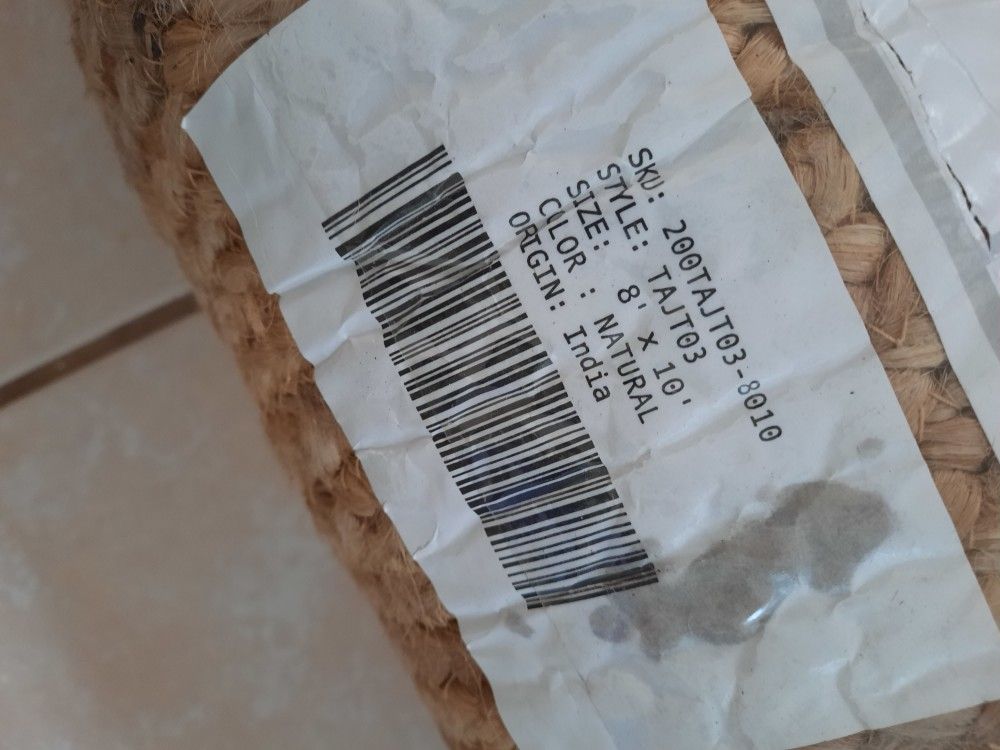 SKU: 200TAJT03-8010
STYLE: TAJT03
SIZE: 8' x 10'
COLOR : NATURAL
ORIGIN: India